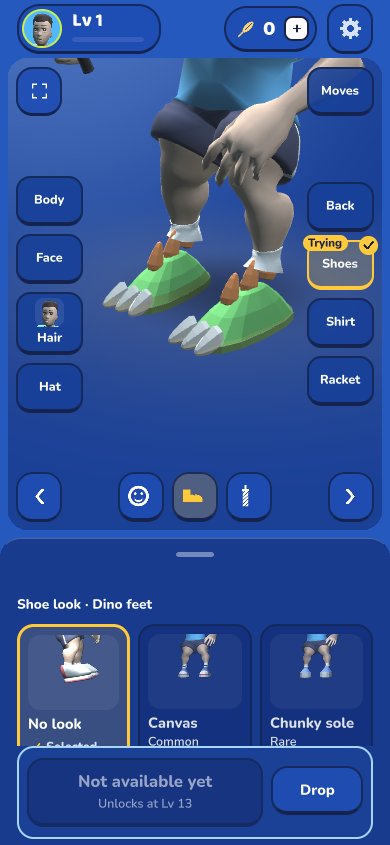 Lv 1
0
+
Moves
Body
Back
Face
Trying
Shoes
Hair
Shirt
Hat
Racket
Shoe look · Dino feet
No look
Canvas
Chunky sole
✓ Selected
Common
Rare
Not available yet
Unlocks at Lv 13
Drop